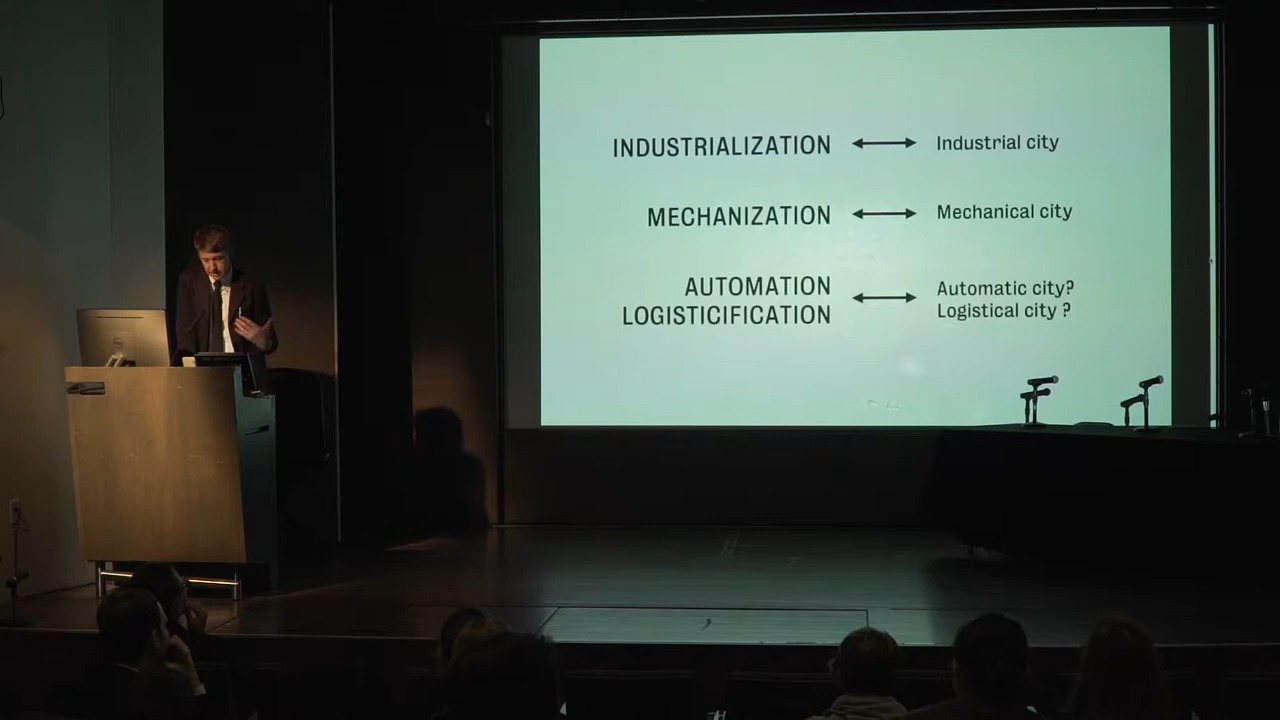 INDUSTRIALIZATION ↔ Industrial city
MECHANIZATION ↔ Mechanical city
AUTOMATION
LOGISTICIFICATION ↔ Automatic city?
Logistical city ?